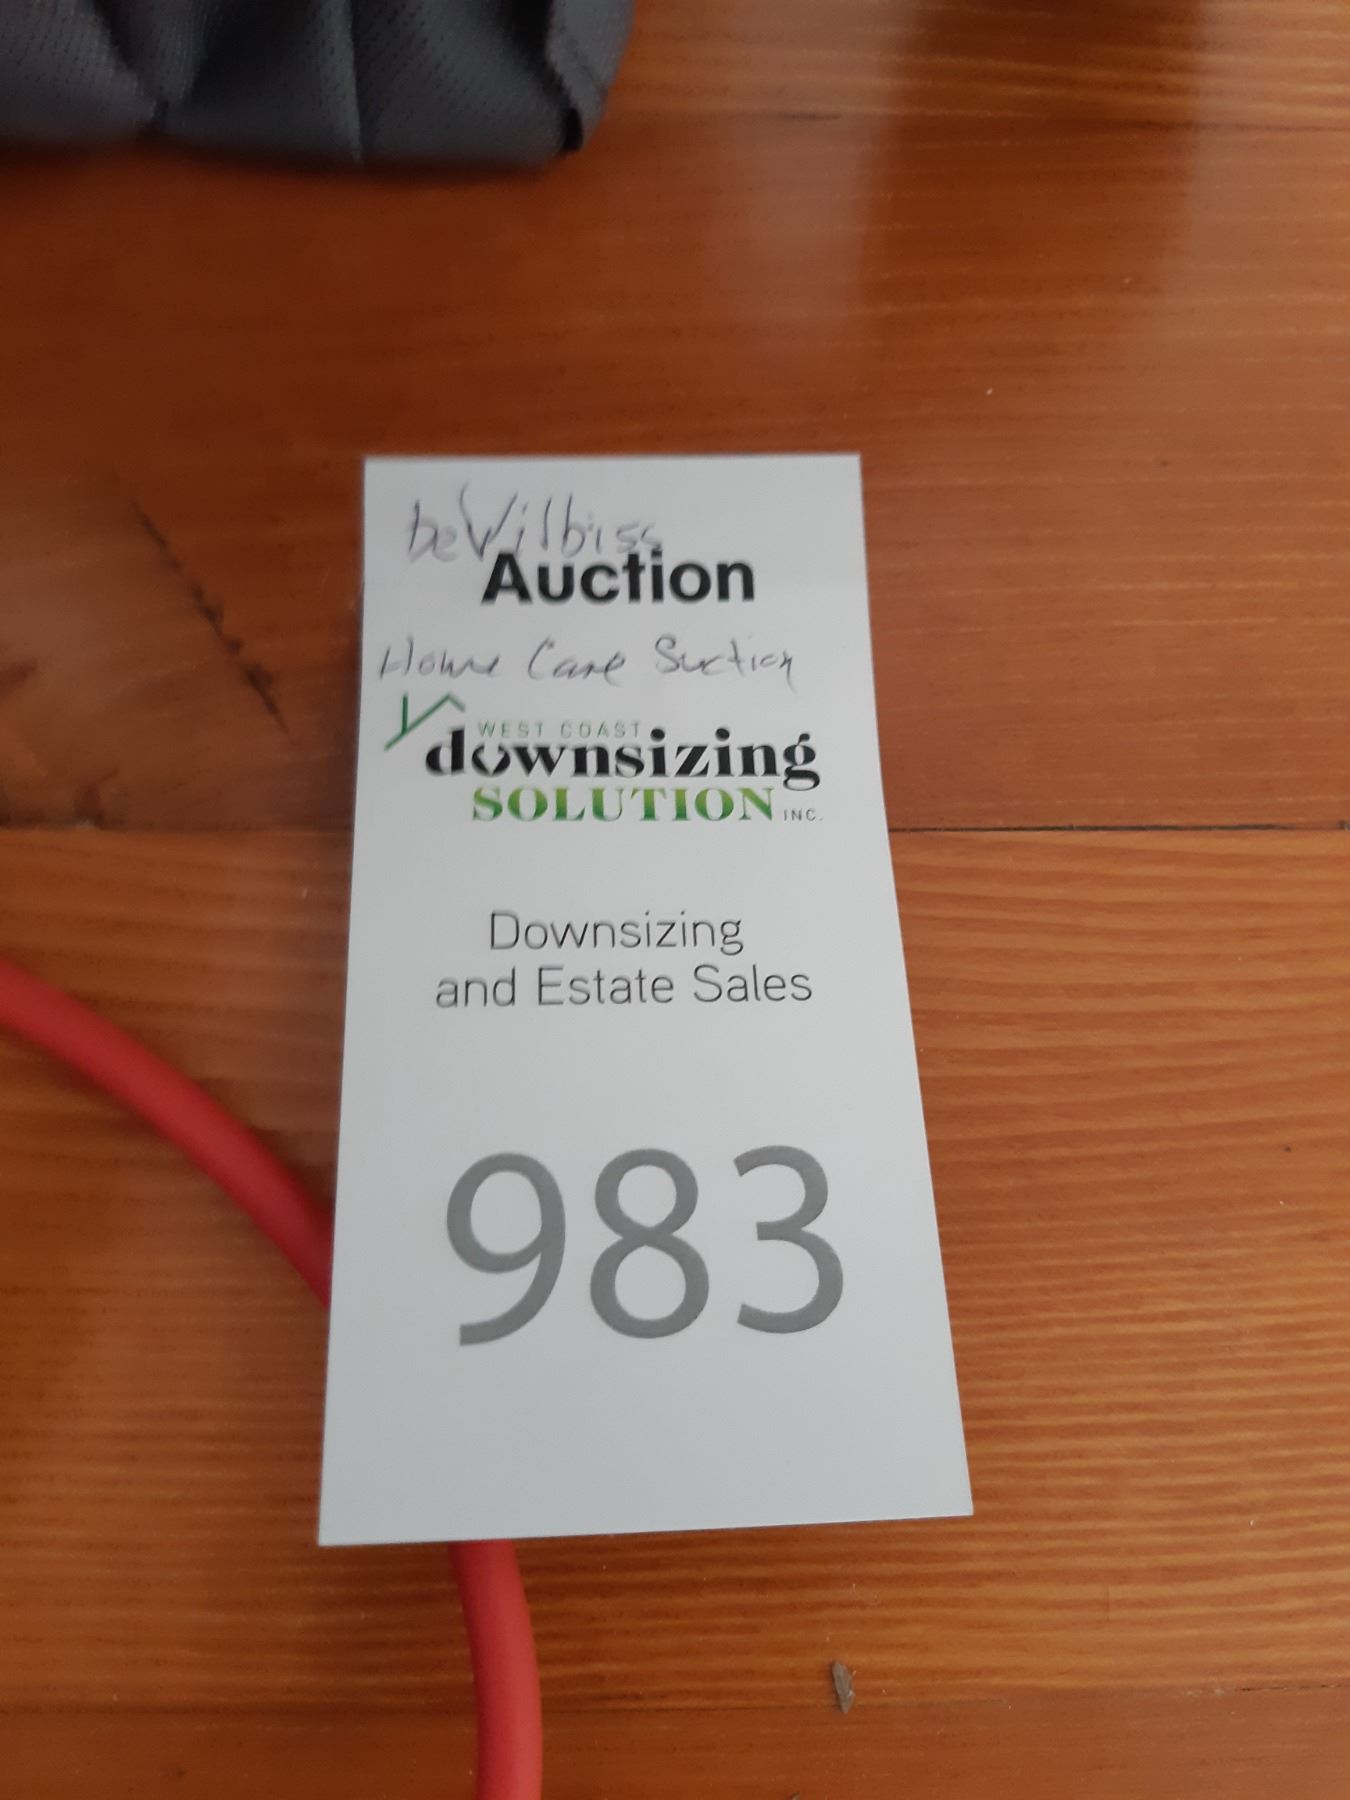 DeVilbiss
Auction
Home Care Suction
WEST COAST
downsizing
SOLUTION INC.
Downsizing
and Estate Sales
983